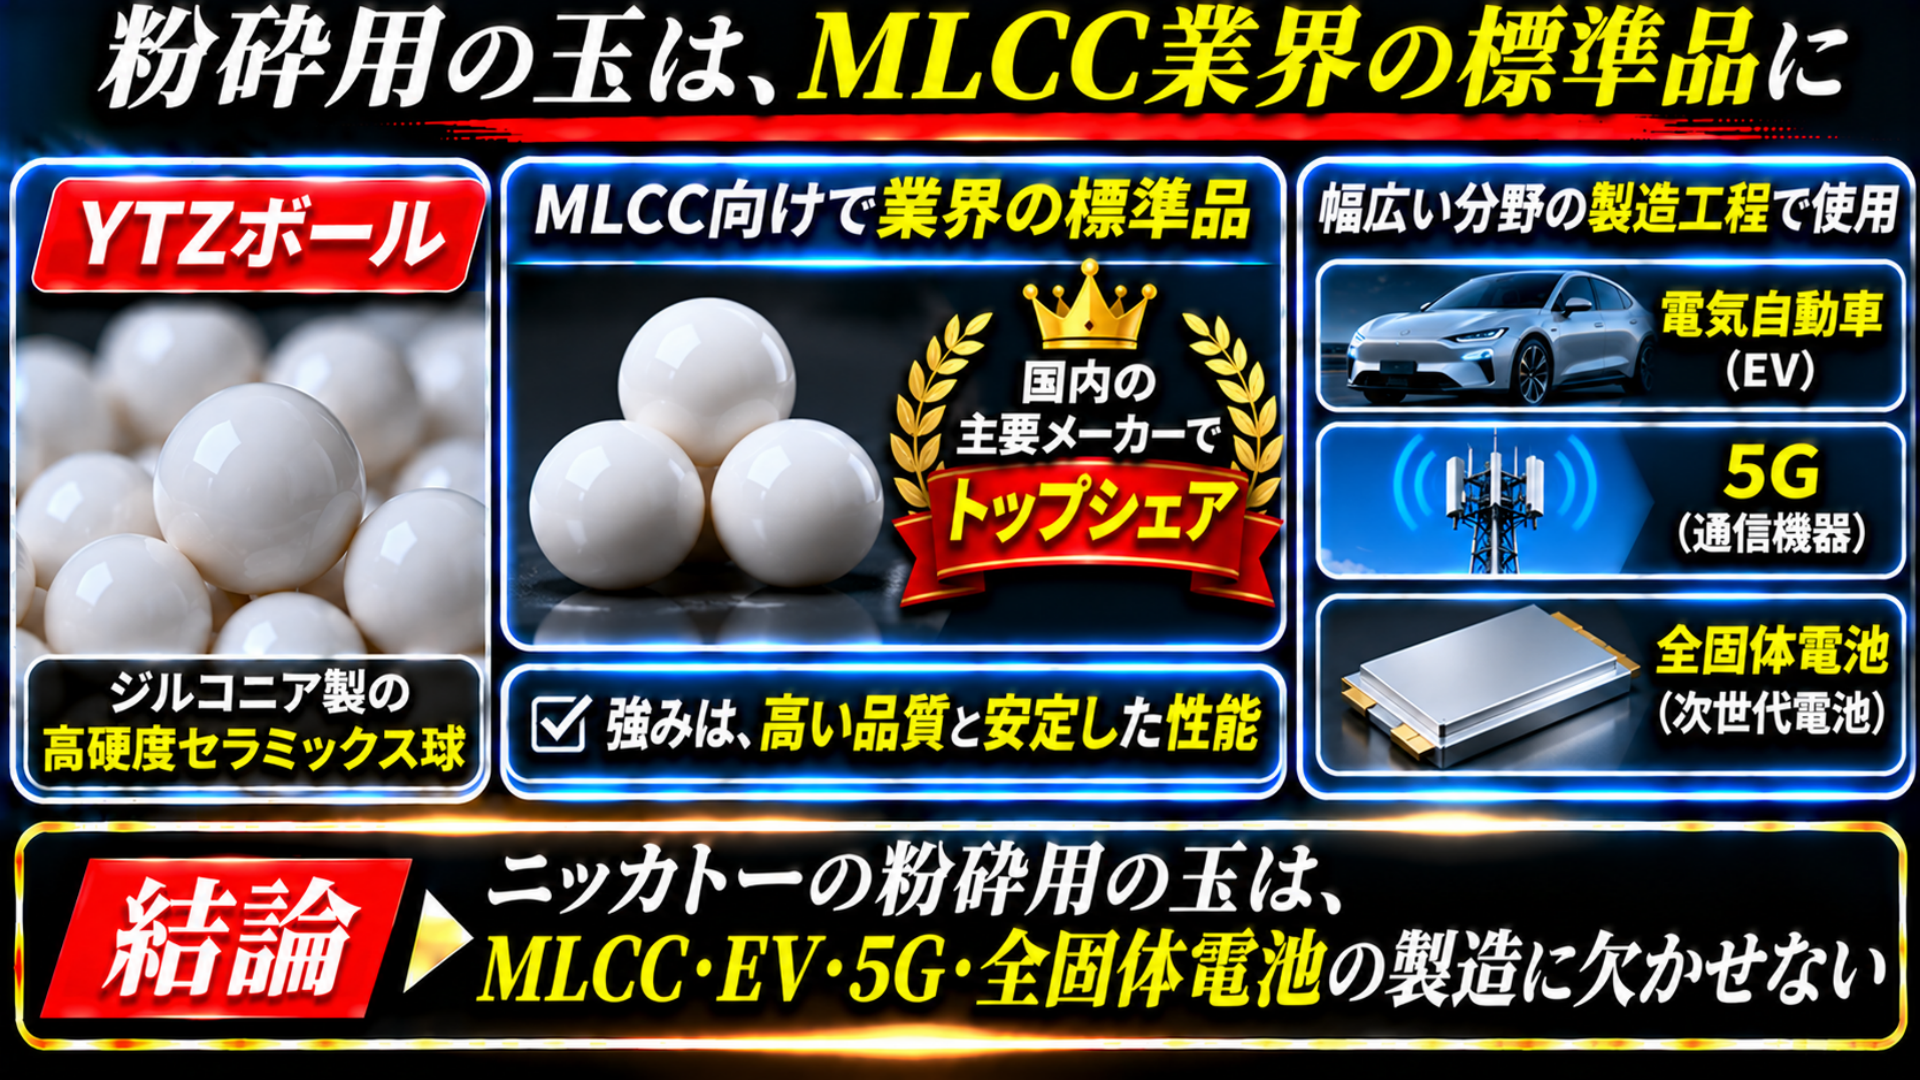 粉砕用の玉は、MLCC業界の標準品に
YTZボール
ジルコニア製の
高硬度セラミックス球
MLCC向けで業界の標準品
国内の
主要メーカーで
トップシェア
強みは、高い品質と安定した性能
幅広い分野の製造工程で使用
電気自動車
（EV）
5G
（通信機器）
全固体電池
（次世代電池）
結論
ニッカトーの粉砕用の玉は、
MLCC・EV・5G・全固体電池の製造に欠かせない